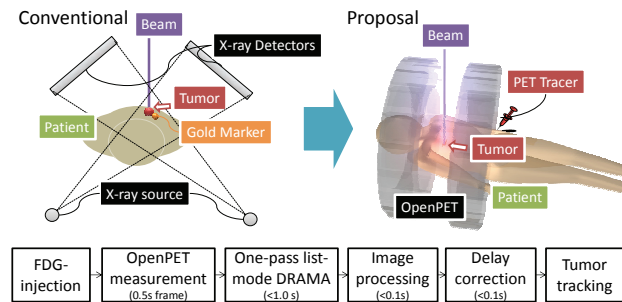 Conventional
Beam
X-ray Detectors
Tumor
Patient
Gold Marker
X-ray source
Proposal
Beam
PET Tracer
Tumor
OpenPET
Patient
FDG-
injection
OpenPET
measurement
(0.5s frame)
One-pass list-
mode DRAMA
(<1.0 s)
Image
processing
(<0.1s)
Delay
correction
(<0.1s)
Tumor
tracking